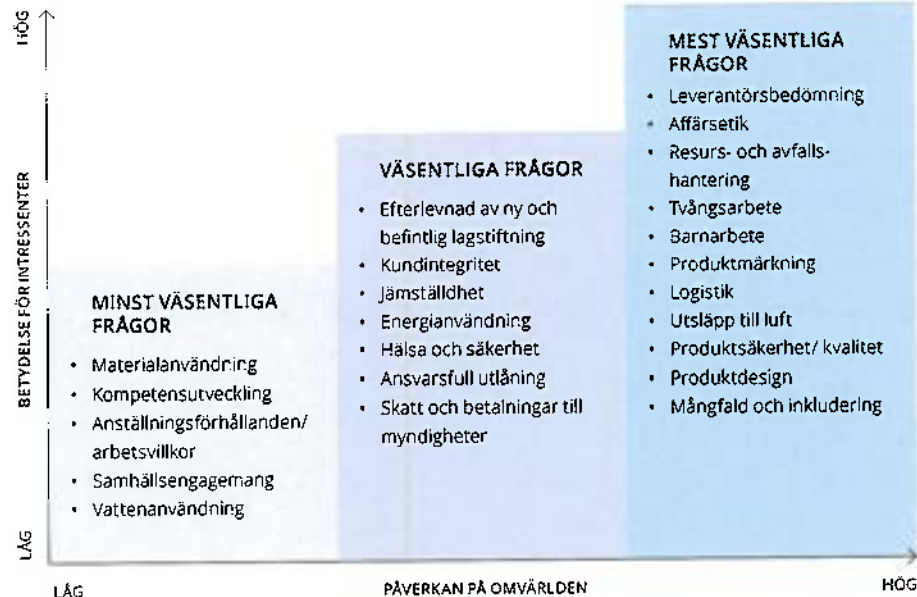 HÖG
BETYDELSE FÖR INTRESSENTER
LÅG
MINST VÄSENTLIGA
FRÅGOR
• Materialanvändning
• Kompetensutveckling
• Anställningsförhållanden/
arbetsvillkor
• Samhällsengagemang
• Vattenanvändning
VÄSENTLIGA FRÅGOR
• Efterlevnad av ny och
befintlig lagstiftning
• Kundintegritet
• Jämställdhet
• Energianvändning
• Hälsa och säkerhet
• Ansvarsfull utlåning
• Skatt och betalningar till
myndigheter
MEST VÄSENTLIGA
FRÅGOR
• Leverantörsbedömning
• Affärsetik
• Resurs- och avfalls-
hantering
• Tvångsarbete
• Barnarbete
• Produktmärkning
• Logistik
• Utsläpp till luft
• Produktsäkerhet/ kvalitet
• Produktdesign
• Mångfald och inkludering
LÅG
PÅVERKAN PÅ OMVÄRLDEN
HÖG